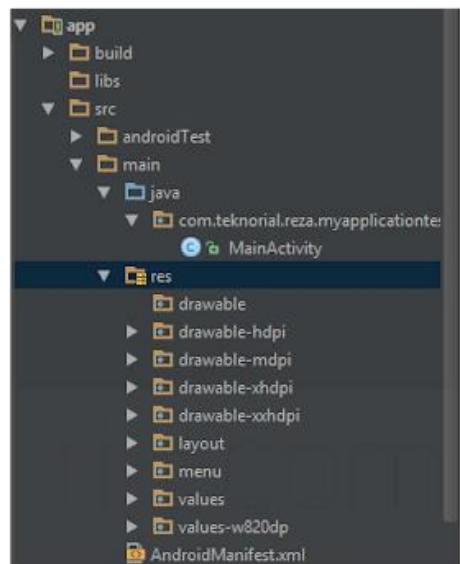 app
build
libs
src
androidTest
main
java
com.teknorial.reza.myapplicationte
MainActivity
res
drawable
drawable-hdpi
drawable-mdpi
drawable-xhdpi
drawable-xxhdpi
layout
menu
values
values-w820dp
AndroidManifest.xml